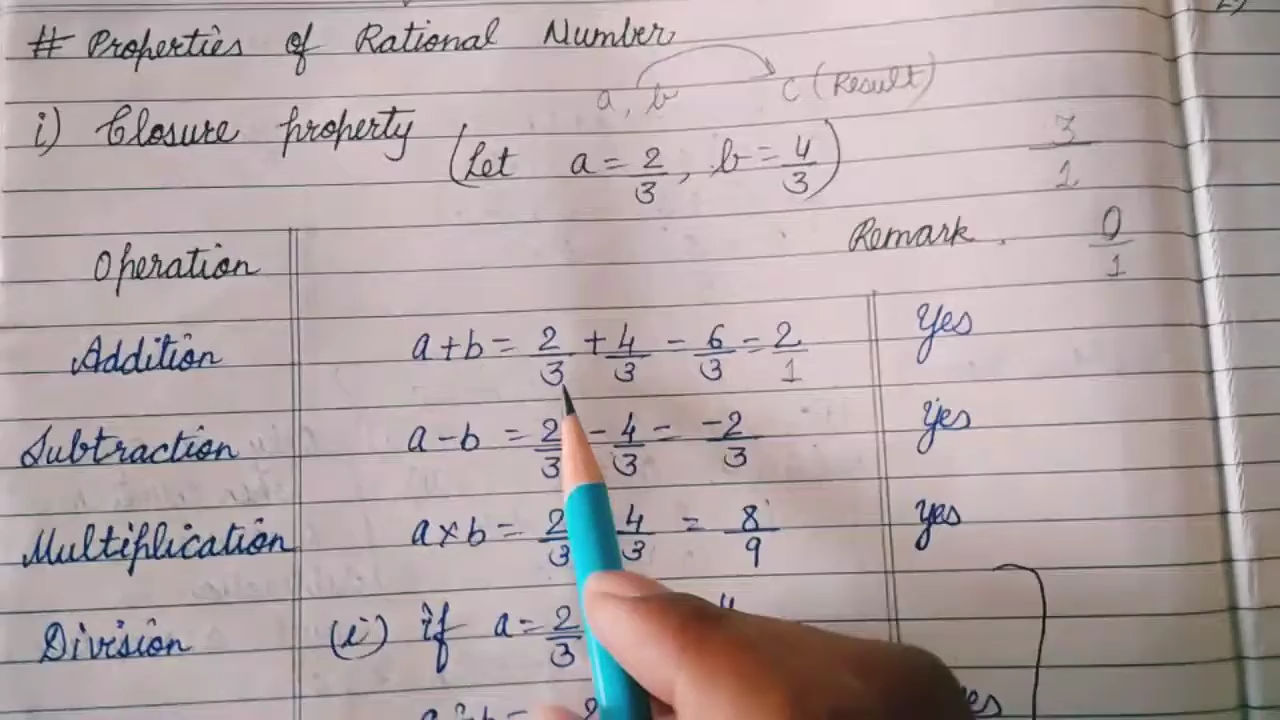 # Properties of Rational Number
a, b c (Result)
i) Closure property (Let a = 2/3, b = 4/3) 3/1
Operation Remark. 0/1
Addition a+b = 2/3 + 4/3 = 6/3 = 2/1 Yes
Subtraction a-b = 2/3 - 4/3 = -2/3 Yes
Multiplication a×b = 2/3 4/3 = 8/9 yes
Division (i) if a = 2/3